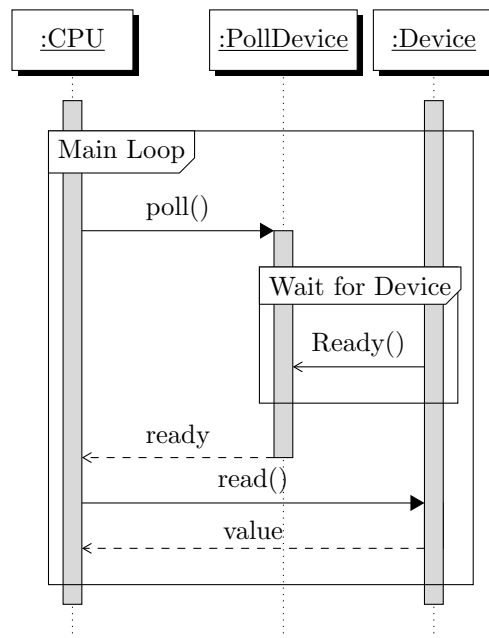 :CPU
:PollDevice
:Device
Main Loop
poll()
Wait for Device
Ready()
ready
read()
value